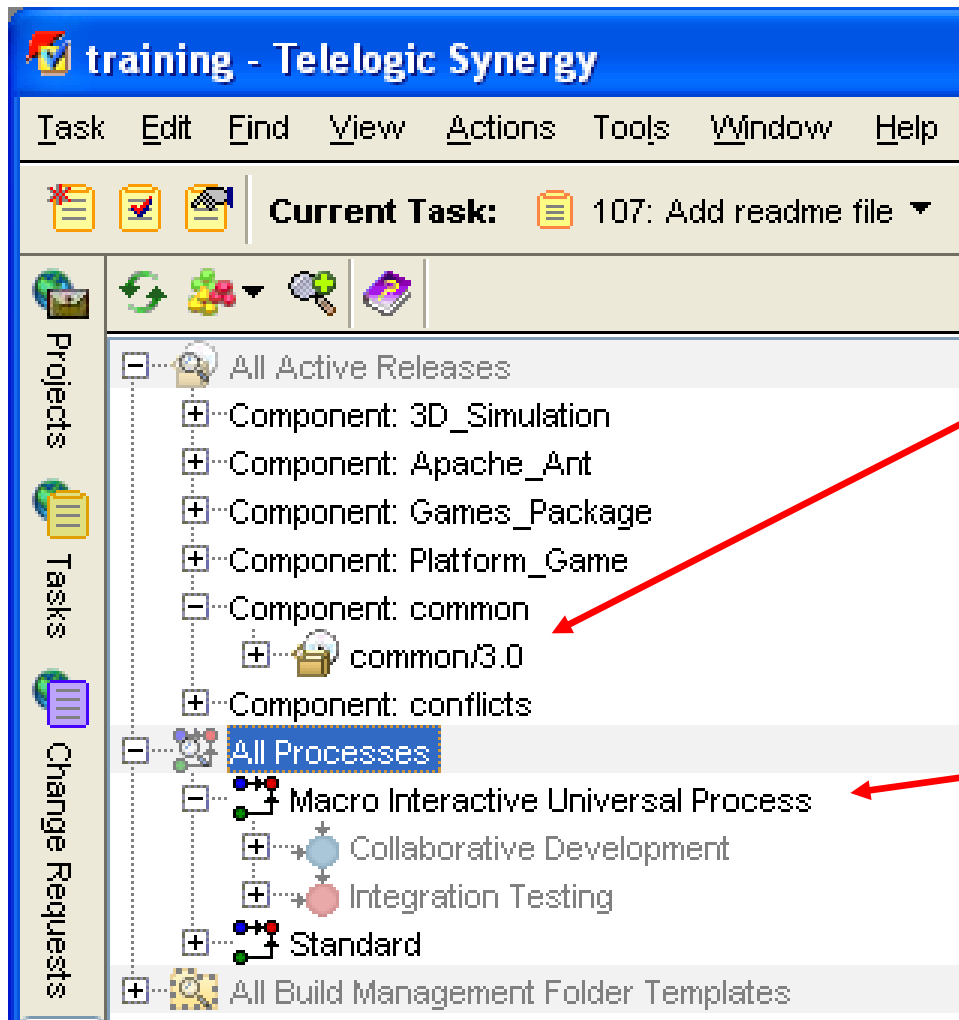 training - Telelogic Synergy
Task Edit Find View Actions Tools Window Help
Current Task: 107: Add readme file
Projects
Tasks
Change Requests
All Active Releases
Component: 3D_Simulation
Component: Apache_Ant
Component: Games_Package
Component: Platform_Game
Component: common
common/3.0
Component: conflicts
All Processes
Macro Interactive Universal Process
Collaborative Development
Integration Testing
Standard
All Build Management Folder Templates